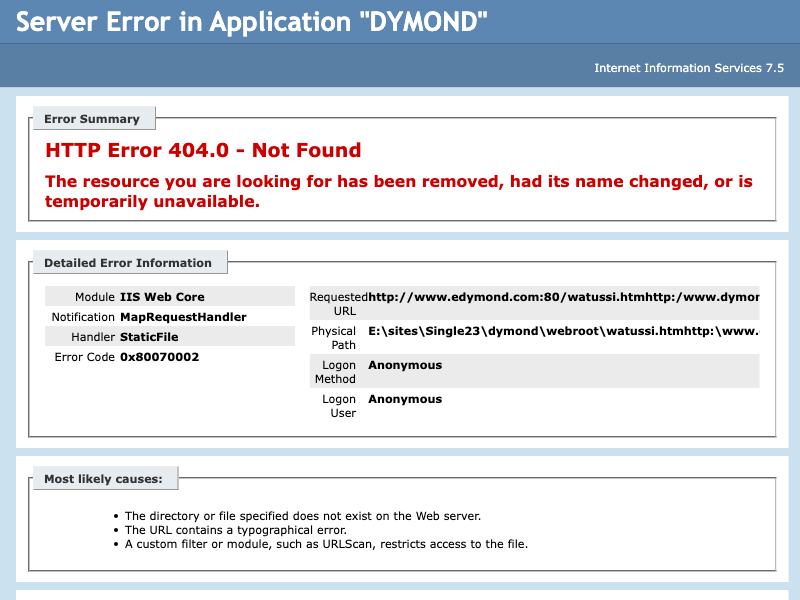 Server Error in Application "DYMOND"
Internet Information Services 7.5
Error Summary
HTTP Error 404.0 - Not Found
The resource you are looking for has been removed, had its name changed, or is
temporarily unavailable.
Detailed Error Information
Module IIS Web Core
Notification MapRequestHandler
Handler StaticFile
Error Code 0x80070002
Requested http://www.edymond.com:80/watussi.htmhttp:/www.dymor
URL
Physical E:\sites\Single23\dymond\webroot\watussi.htmhttp:\www.
Path
Logon Anonymous
Method
Logon Anonymous
User
Most likely causes:
• The directory or file specified does not exist on the Web server.
• The URL contains a typographical error.
• A custom filter or module, such as URLScan, restricts access to the file.